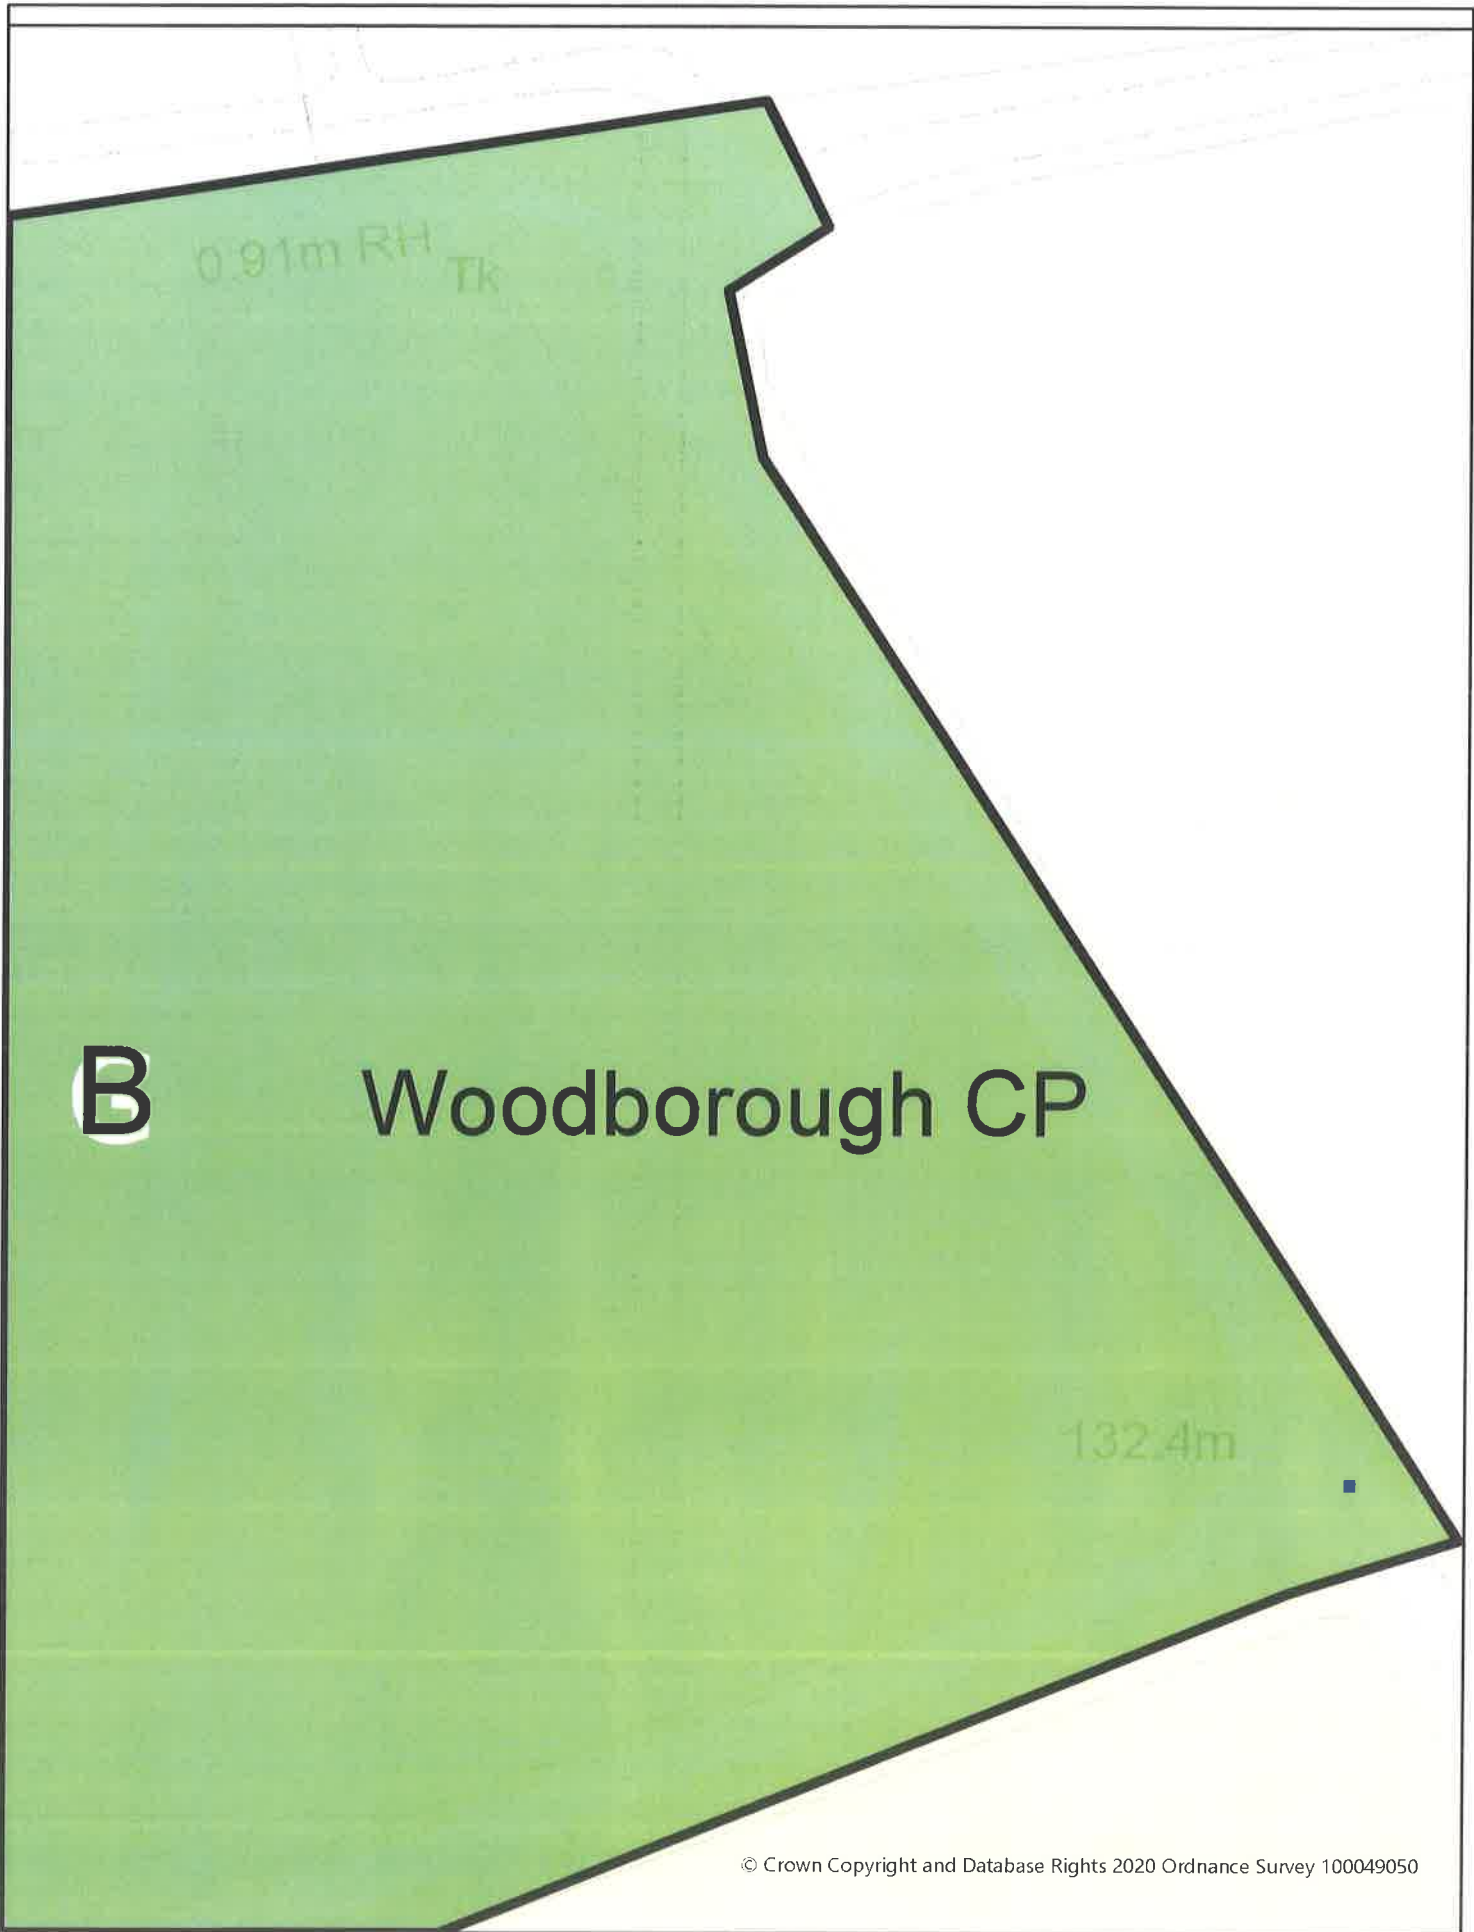 0.91m RH
Tk
B Woodborough CP
132.4m
© Crown Copyright and Database Rights 2020 Ordnance Survey 100049050